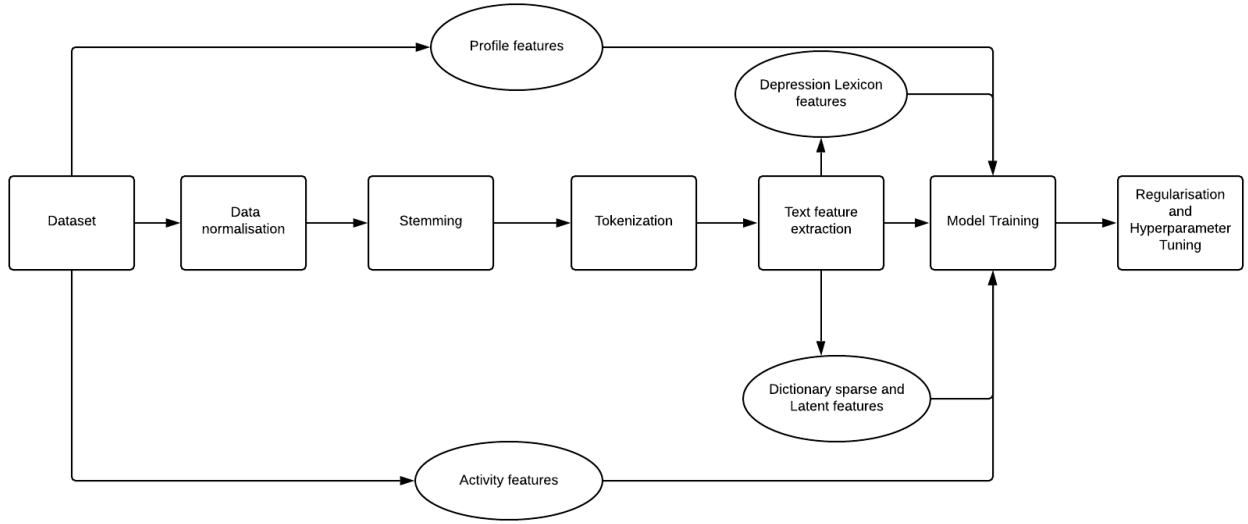 Profile features
Depression Lexicon
features
Dataset
Data
normalisation
Stemming
Tokenization
Text feature
extraction
Model Training
Regularisation
and
Hyperparameter
Tuning
Dictionary sparse and
Latent features
Activity features